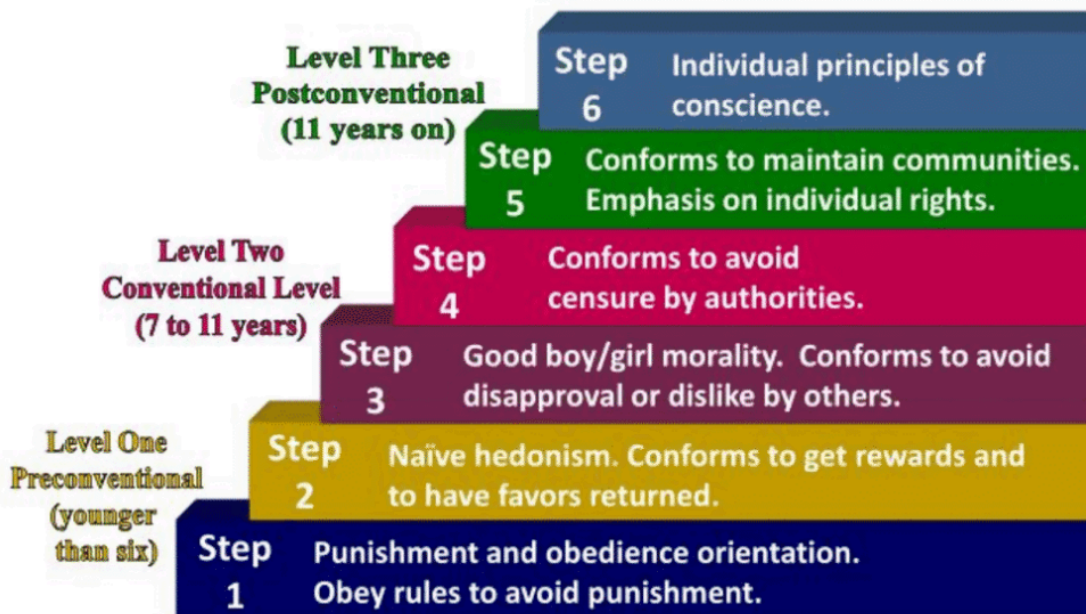 Level Three
Postconventional
(11 years on)
Step
6
Individual principles of
conscience.
Step
5
Conforms to maintain communities.
Emphasis on individual rights.
Level Two
Conventional Level
(7 to 11 years)
Step
4
Conforms to avoid
censure by authorities.
Step
3
Good boy/girl morality. Conforms to avoid
disapproval or dislike by others.
Level One
Preconventional
(younger
than six)
Step
2
Naïve hedonism. Conforms to get rewards and
to have favors returned.
Step
1
Punishment and obedience orientation.
Obey rules to avoid punishment.